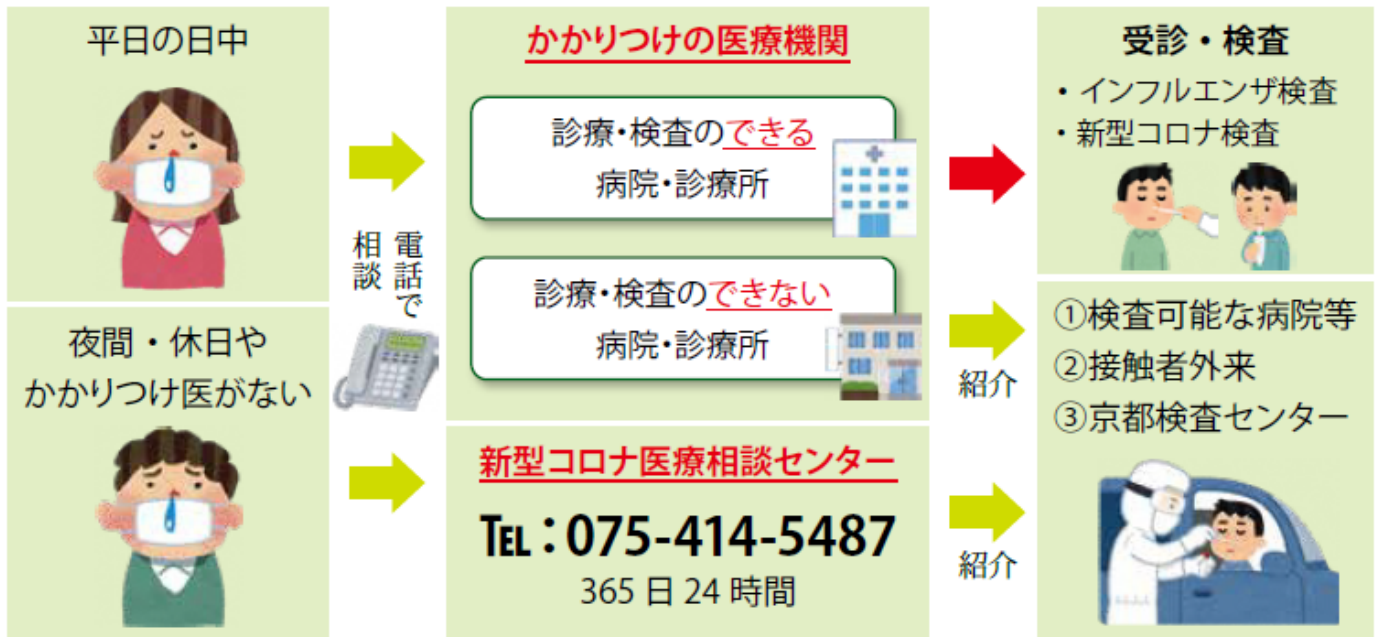 平日の日中
夜間・休日や
かかりつけ医がない
電話で
相談
かかりつけの医療機関
診療・検査のできる
病院・診療所
診療・検査のできない
病院・診療所
新型コロナ医療相談センター
TEL：075-414-5487
365日24時間
紹介
紹介
受診・検査
・インフルエンザ検査
・新型コロナ検査
①検査可能な病院等
②接触者外来
③京都検査センター